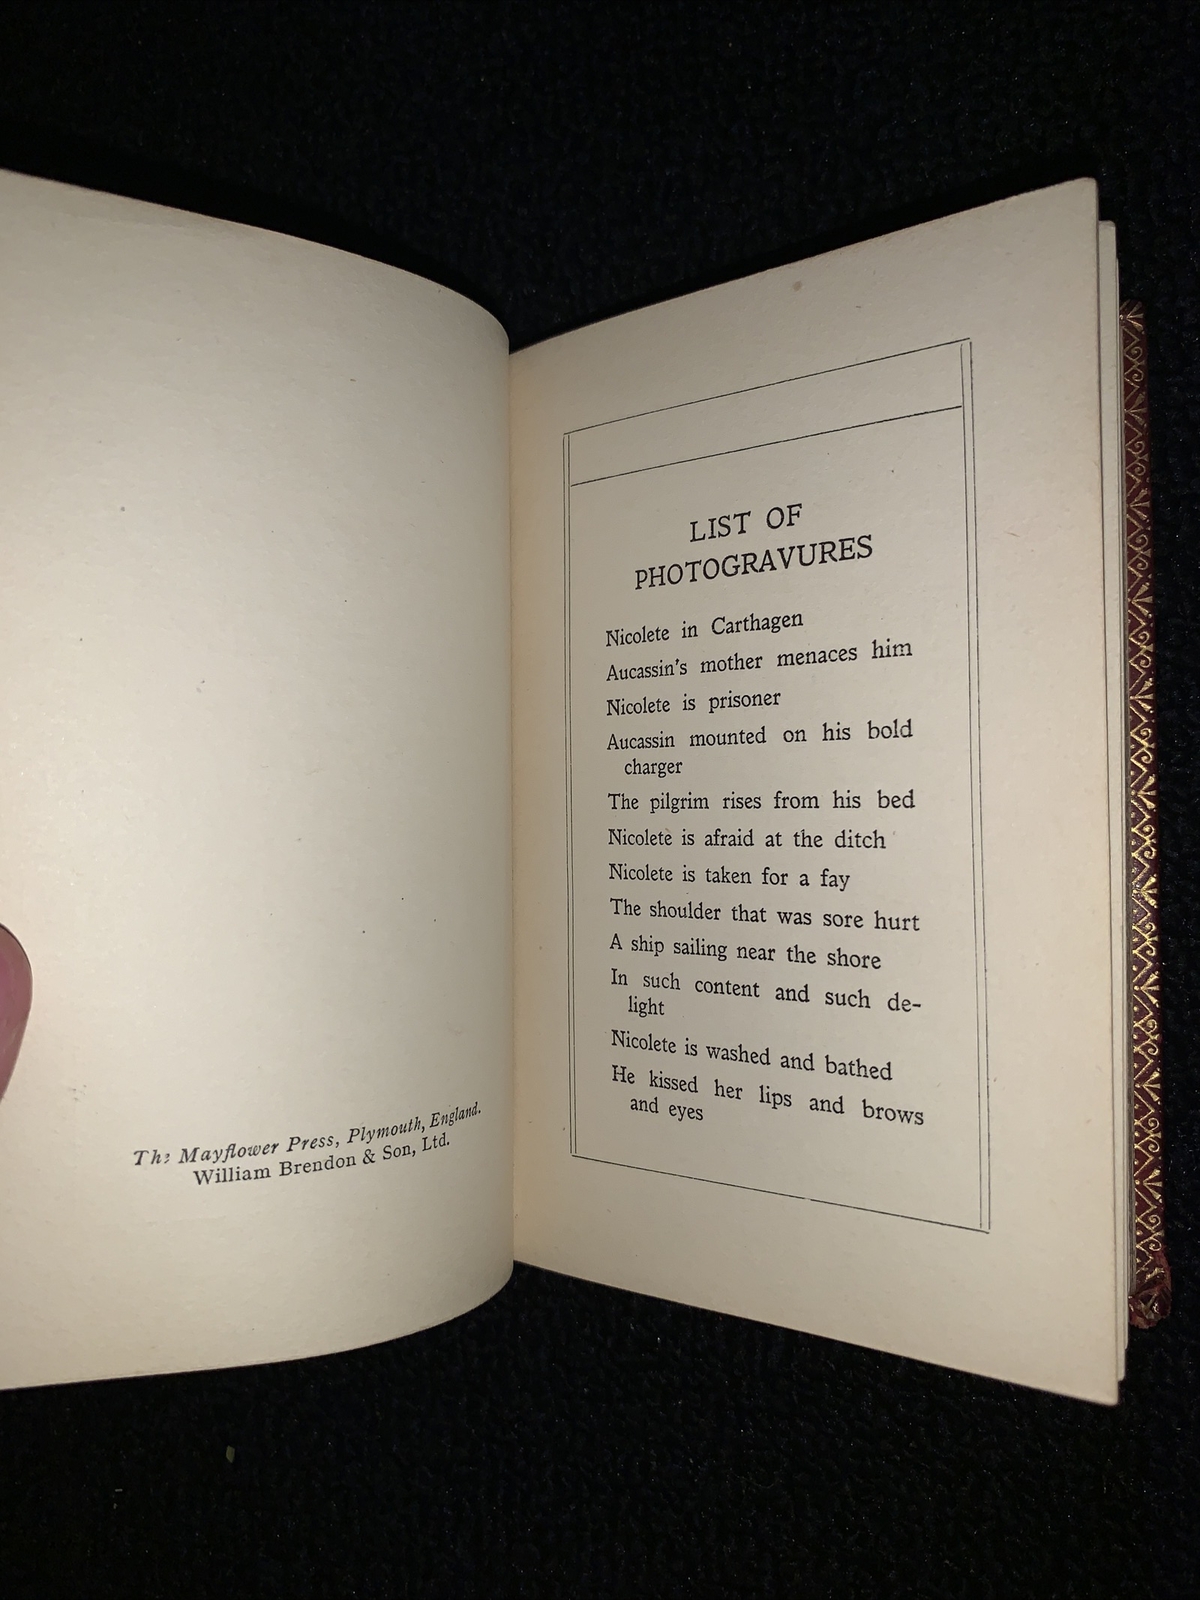 The Mayflower Press, Plymouth, England.
William Brendon & Son, Ltd.
LIST OF
PHOTOGRAVURES
Nicolete in Carthagen
Aucassin's mother menaces him
Nicolete is prisoner
Aucassin mounted on his bold
charger
The pilgrim rises from his bed
Nicolete is afraid at the ditch
Nicolete is taken for a fay
The shoulder that was sore hurt
A ship sailing near the shore
In such content and such de-
light
Nicolete is washed and bathed
He kissed her lips and brows
and eyes